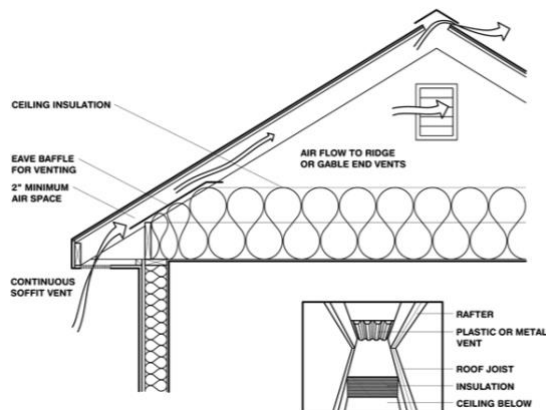 CEILING INSULATION
EAVE BAFFLE
FOR VENTING
2" MINIMUM
AIR SPACE
AIR FLOW TO RIDGE
OR GABLE END VENTS
CONTINUOUS
SOFFIT VENT
RAFTER
PLASTIC OR METAL
VENT
ROOF JOIST
INSULATION
CEILING BELOW